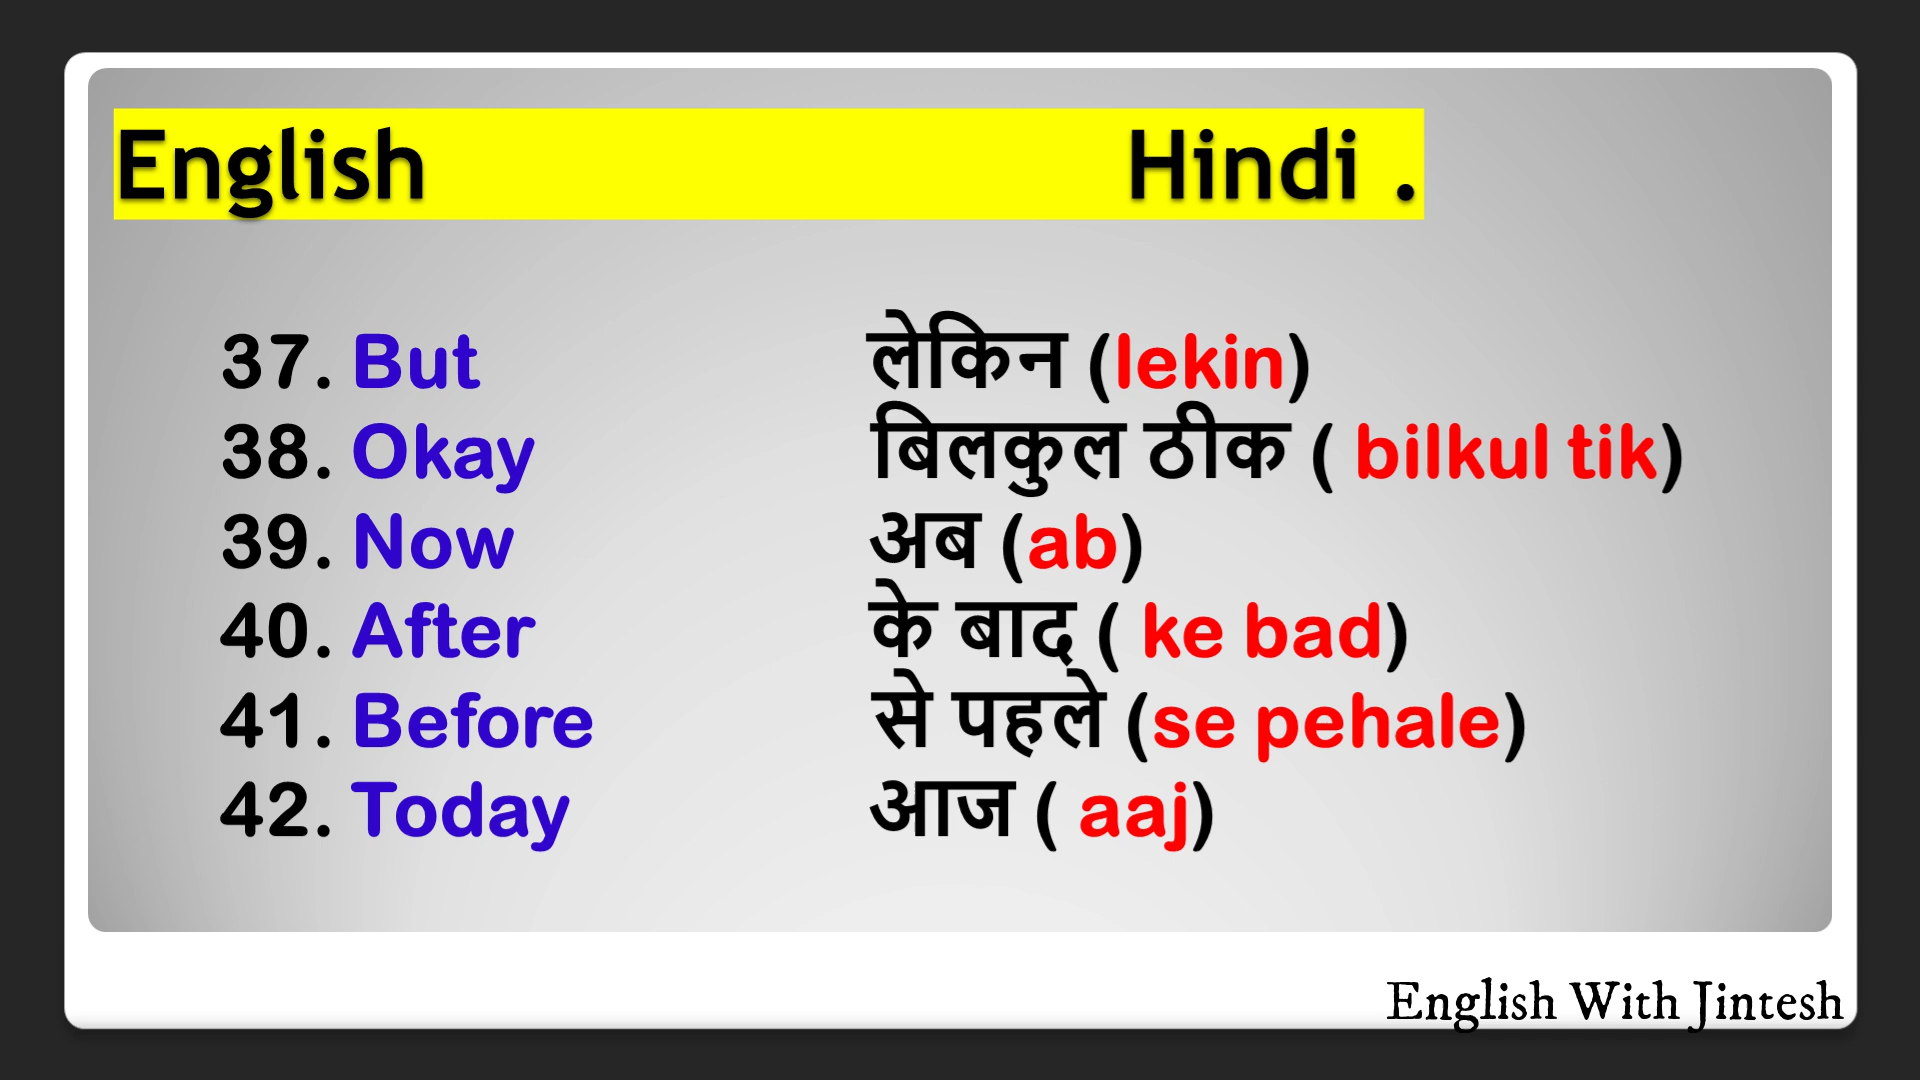 English Hindi .
37. But लेकिन (lekin)
38. Okay बिलकुल ठीक ( bilkul tik)
39. Now अब (ab)
40. After के बाद ( ke bad)
41. Before से पहले (se pehale)
42. Today आज ( aaj)
English With Jintesh